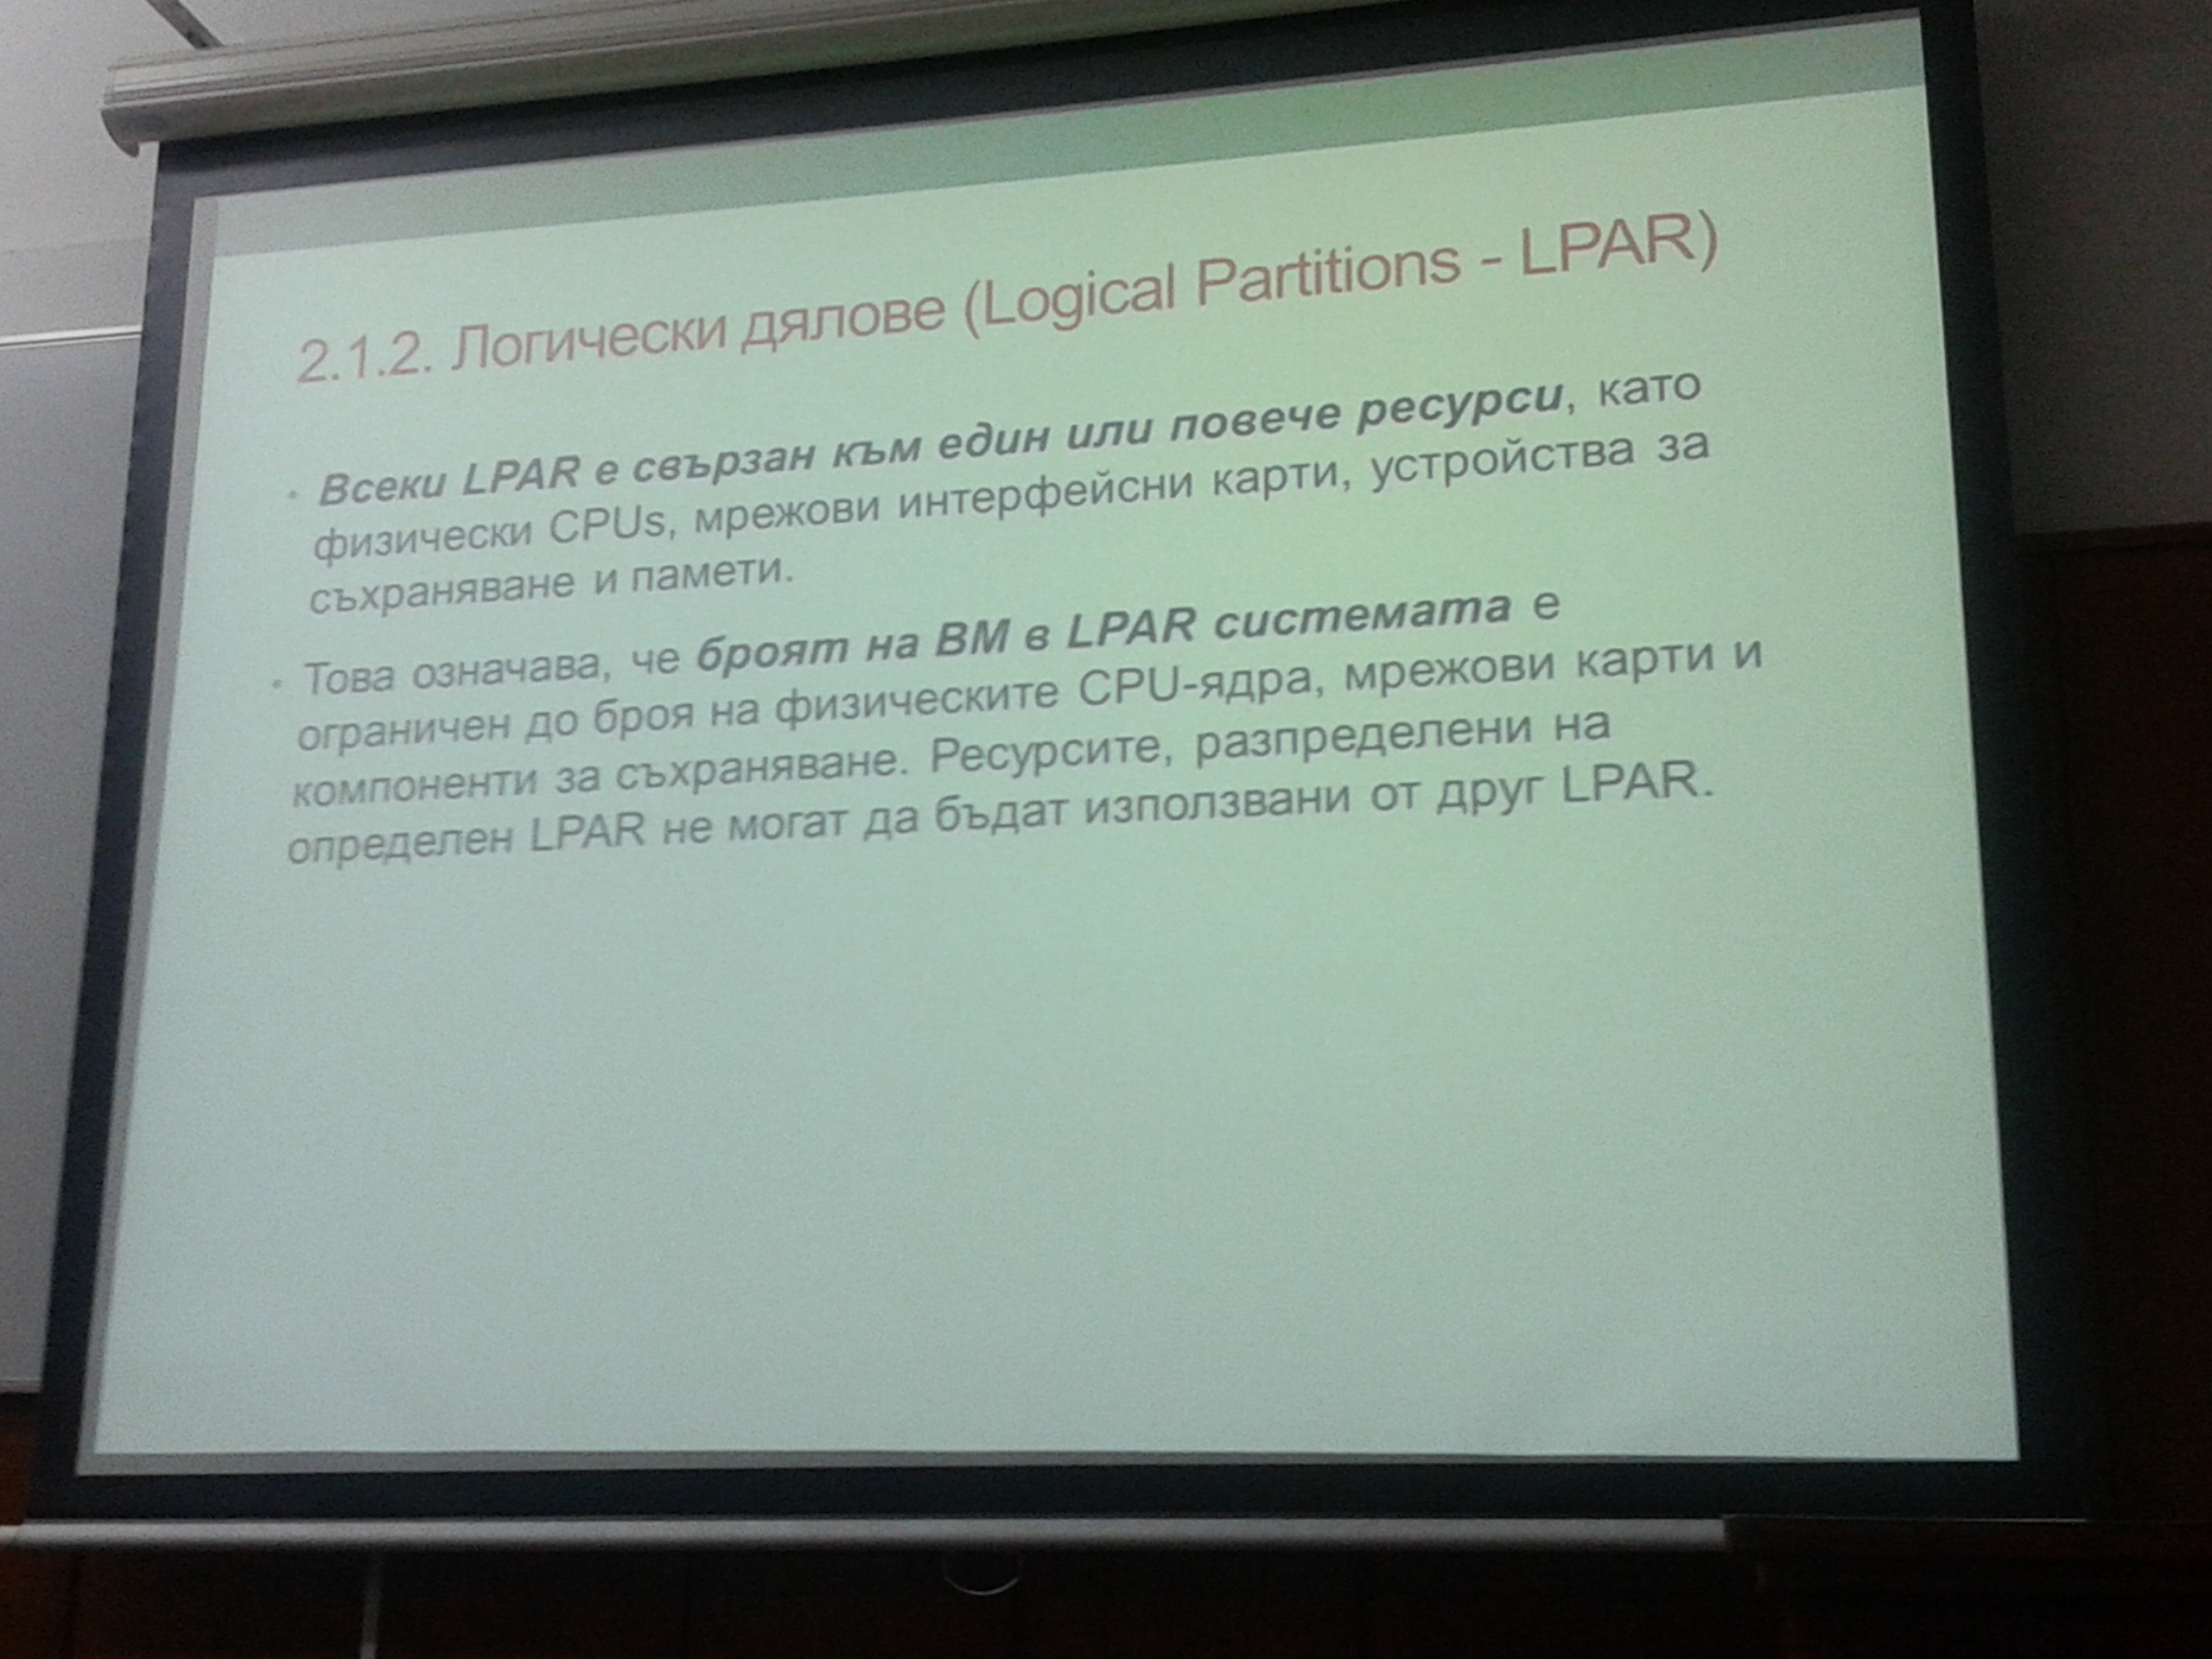 2.1.2. Логически дялове (Logical Partitions - LPAR)
• Всеки LPAR е свързан към един или повече ресурси, като
физически CPUs, мрежови интерфейсни карти, устройства за
съхраняване и памети.
• Това означава, че броят на ВМ в LPAR системата е
ограничен до броя на физическите CPU-ядра, мрежови карти и
компоненти за съхраняване. Ресурсите, разпределени на
определен LPAR не могат да бъдат използвани от друг LPAR.